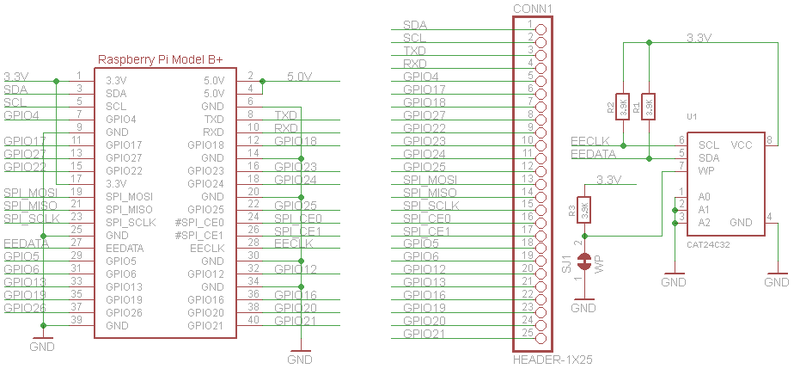 Raspberry Pi Model B+
3.3V 1 3.3V 5.0V 2 5.0V
SDA 3 SDA 5.0V 4
SCL 5 SCL GND 6
GPIO4 7 GPIO4 TXD 8 TXD
9 GND RXD 10 RXD
GPIO17 11 GPIO17 GPIO18 12 GPIO18
GPIO27 13 GPIO27 GND 14
GPIO22 15 GPIO22 GPIO23 16 GPIO23
17 3.3V GPIO24 18 GPIO24
SPI_MOSI 19 SPI_MOSI GND 20
SPI_MISO 21 SPI_MISO GPIO25 22 GPIO25
SPI_SCLK 23 SPI_SCLK #SPI_CE0 24 SPI_CE0
25 GND #SPI_CE1 26 SPI_CE1
EEDATA 27 EEDATA EECLK 28 EECLK
GPIO5 29 GPIO5 GND 30
GPIO6 31 GPIO6 GPIO12 32 GPIO12
GPIO13 33 GPIO13 GND 34
GPIO19 35 GPIO19 GPIO16 36 GPIO16
GPIO26 37 GPIO26 GPIO20 38 GPIO20
39 GND GPIO21 40 GPIO21
GND
GND
CONN1
SDA 1
SCL 2
TXD 3
RXD 4
GPIO4 5
GPIO17 6
GPIO18 7
GPIO27 8
GPIO22 9
GPIO23 10
GPIO24 11
GPIO25 12
SPI_MOSI 13
SPI_MISO 14
SPI_SCLK 15
SPI_CE0 16
SPI_CE1 17
GPIO5 18
GPIO6 19
GPIO12 20
GPIO13 21
GPIO16 22
GPIO19 23
GPIO20 24
GPIO21 25
HEADER-1X25
3.3V
R2 3.9K
R1 3.9K
U1
EECLK 6 SCL VCC 8
EEDATA 5 SDA
7 WP
1 A0
2 A1
3 A2 GND 4
CAT24C32
3.3V
R3 3.9K
2
SJ1 WP
1
GND
GND
GND